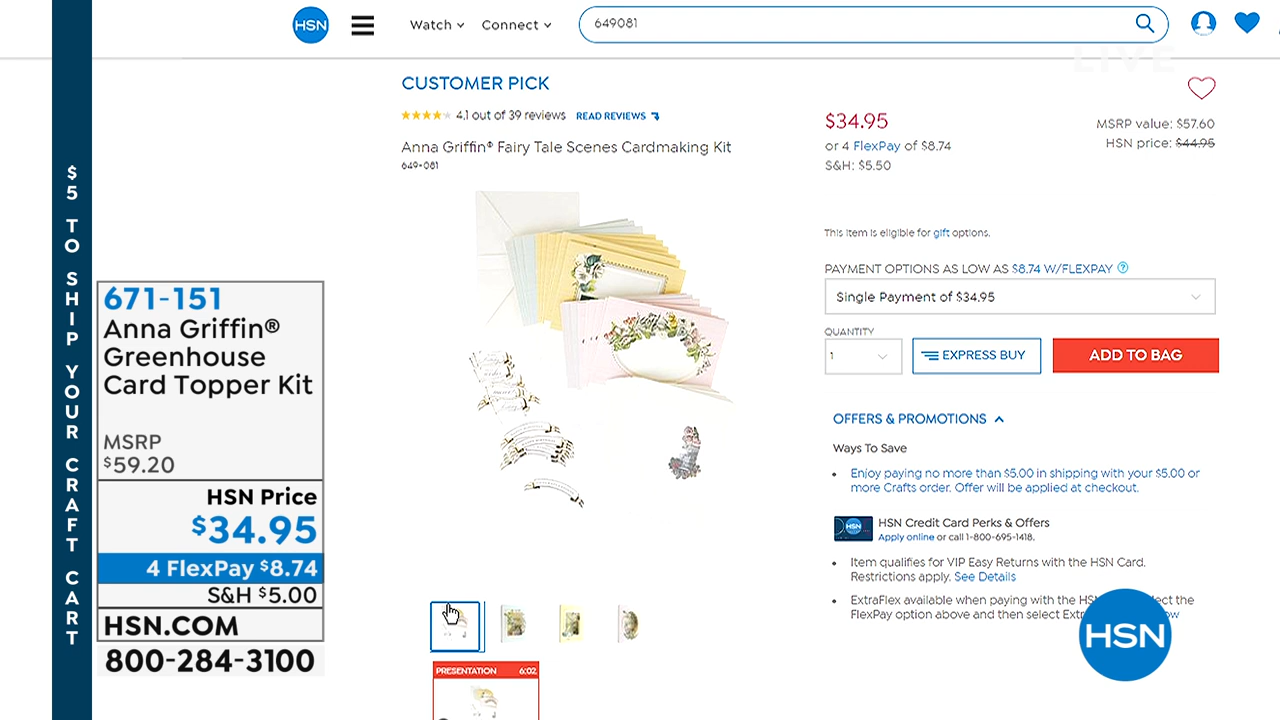 HSN
Watch
Connect
649081
LIVE
CUSTOMER PICK
4.1 out of 39 reviews READ REVIEWS
Anna Griffin® Fairy Tale Scenes Cardmaking Kit
649-081
$34.95
or 4 FlexPay of $8.74
S&H: $5.50
MSRP value: $57.60
HSN price: $44.95
This item is eligible for gift options.
PAYMENT OPTIONS AS LOW AS $8.74 W/FLEXPAY ?
Single Payment of $34.95
QUANTITY
1
EXPRESS BUY
ADD TO BAG
OFFERS & PROMOTIONS
Ways To Save
• Enjoy paying no more than $5.00 in shipping with your $5.00 or
more Crafts order. Offer will be applied at checkout.
HSN
HSN Credit Card Perks & Offers
Apply online or call 1-800-695-1418.
• Item qualifies for VIP Easy Returns with the HSN Card.
Restrictions apply. See Details
• ExtraFlex available when paying with the
FlexPay option above and then select
HSN
PRESENTATION 6:02
$5 TO SHIP YOUR CRAFT CART
671-151
Anna Griffin®
Greenhouse
Card Topper Kit
MSRP
$59.20
HSN Price
$34.95
4 FlexPay $8.74
S&H $5.00
HSN.COM
800-284-3100